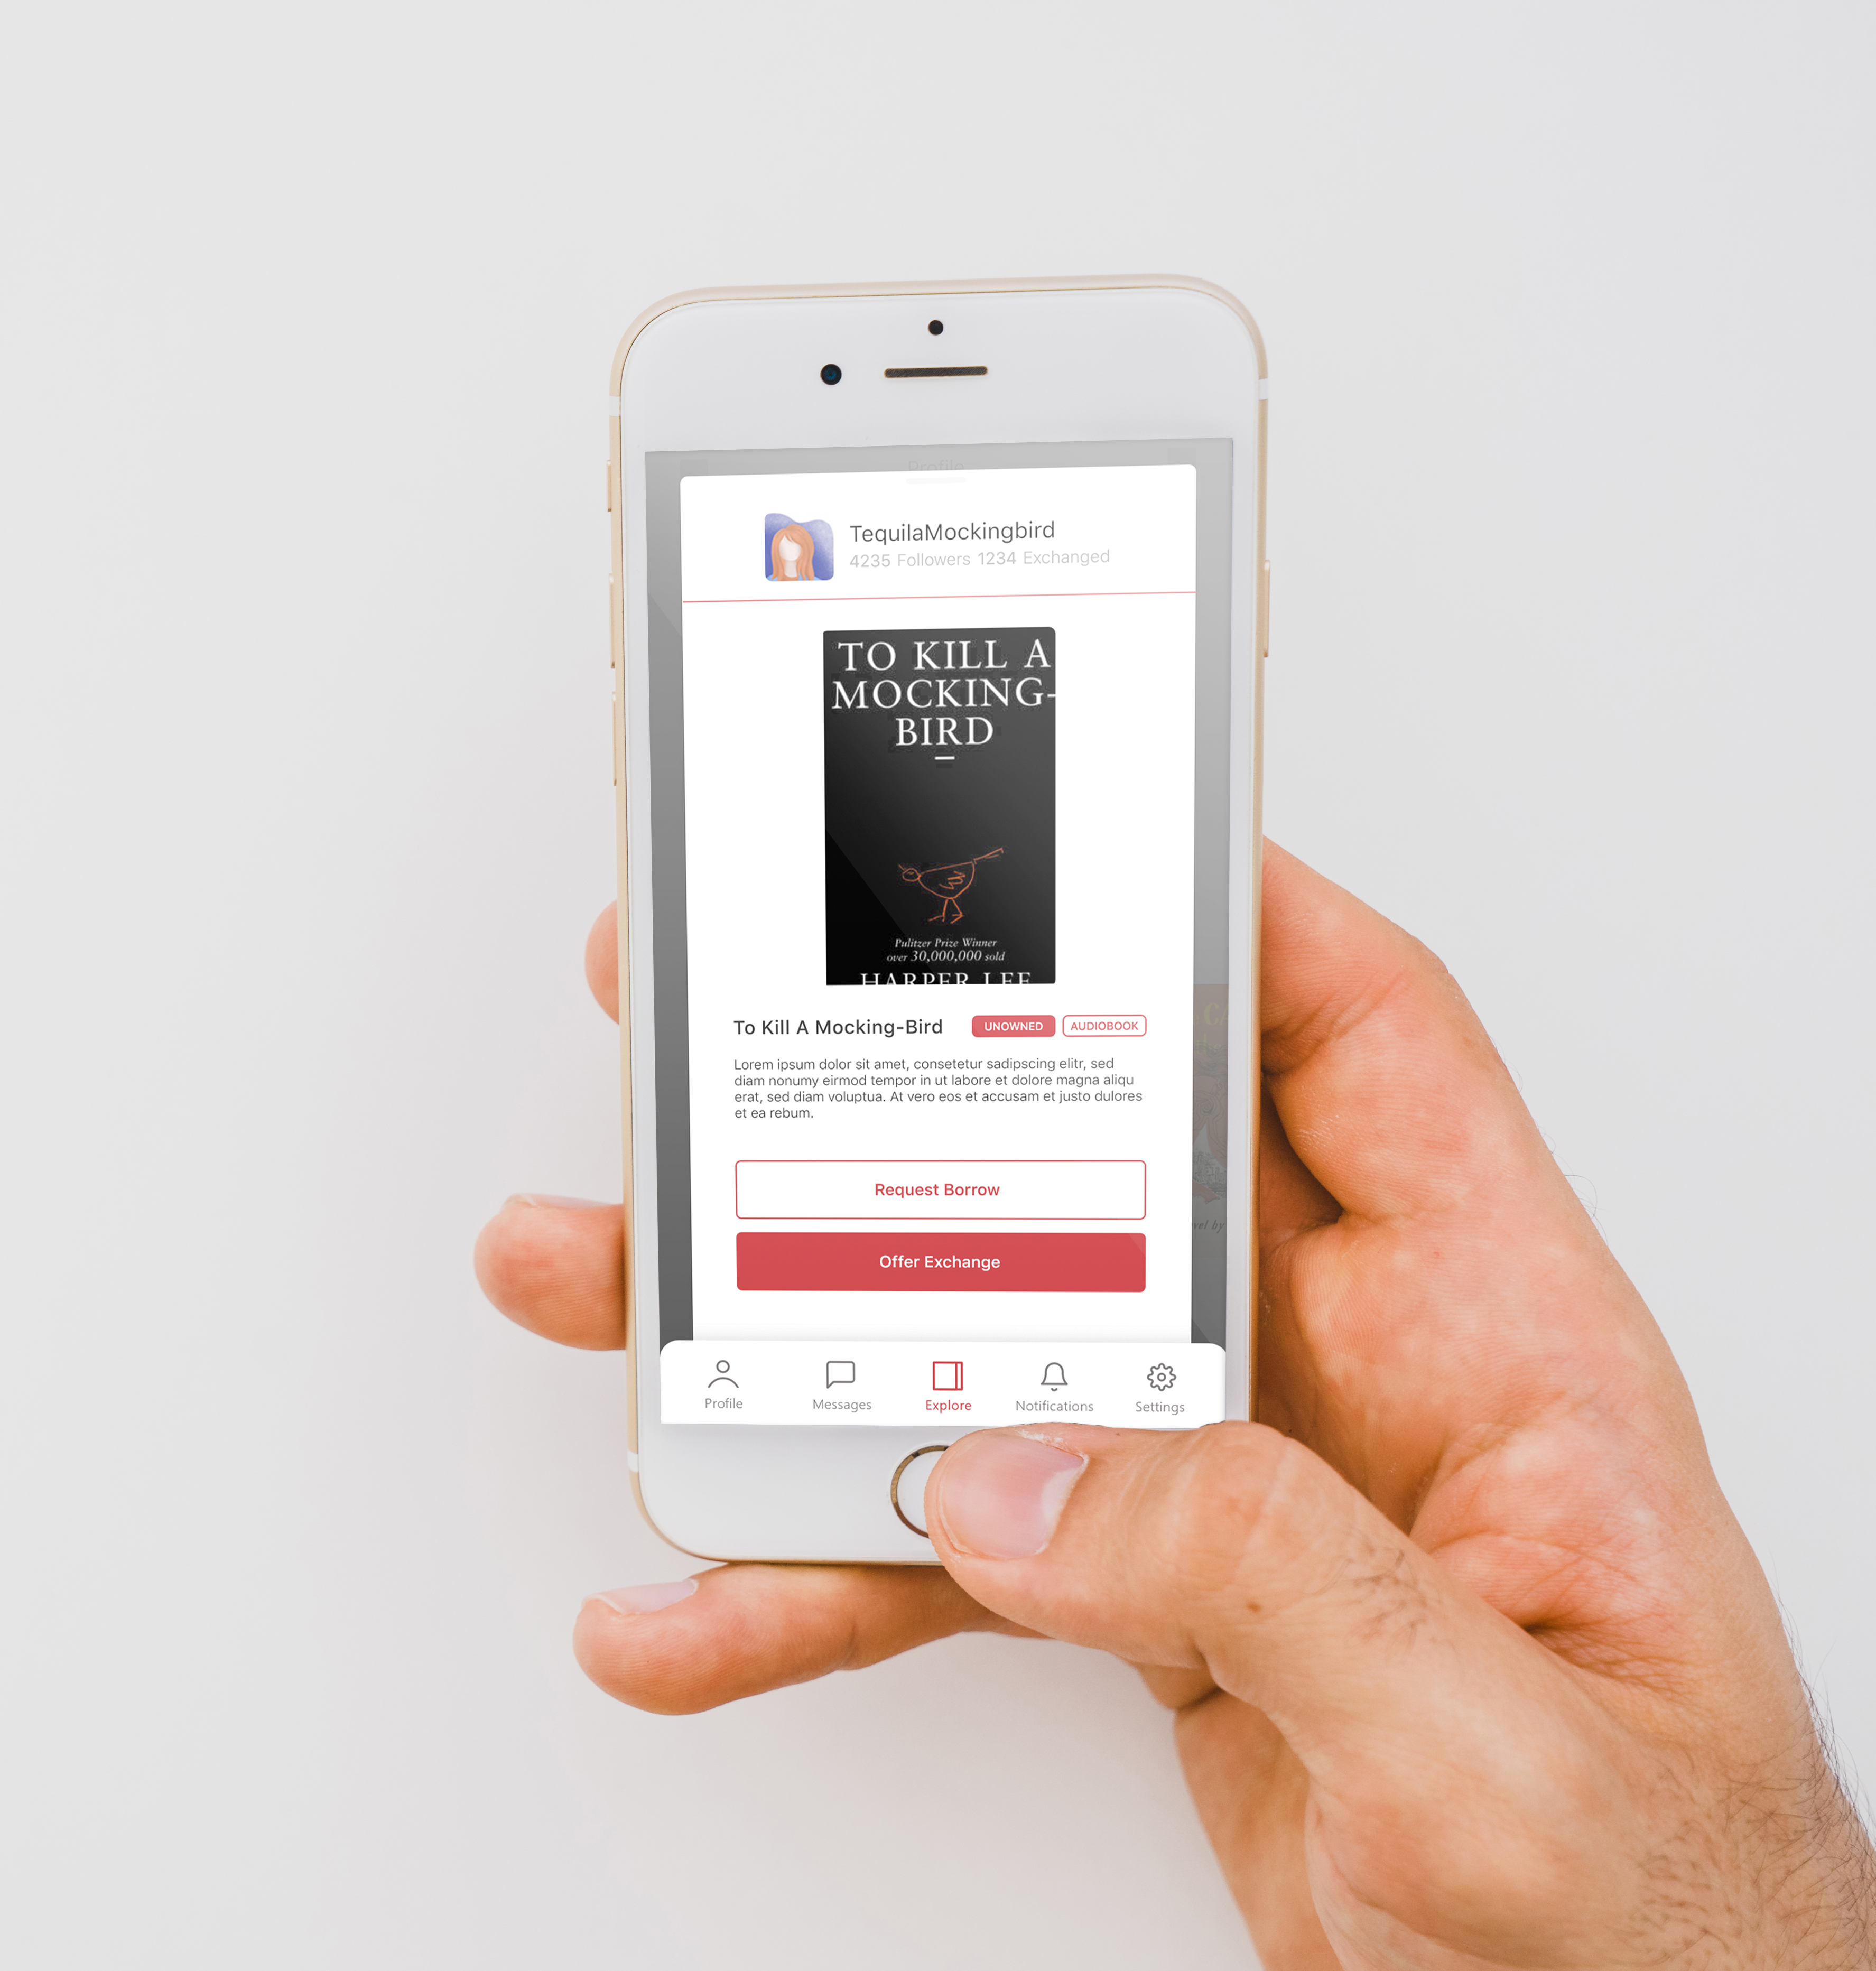 Profile
TequilaMockingbird
4235 Followers 1234 Exchanged
TO KILL A
MOCKING-
BIRD
Pulitzer Prize Winner
over 30,000,000 sold
HARPER LEE
To Kill A Mocking-Bird UNOWNED AUDIOBOOK
Lorem ipsum dolor sit amet, consetetur sadipscing elitr, sed
diam nonumy eirmod tempor in ut labore et dolore magna aliqu
erat, sed diam voluptua. At vero eos et accusam et justo dulores
et ea rebum.
Request Borrow
Offer Exchange
Profile Messages Explore Notifications Settings